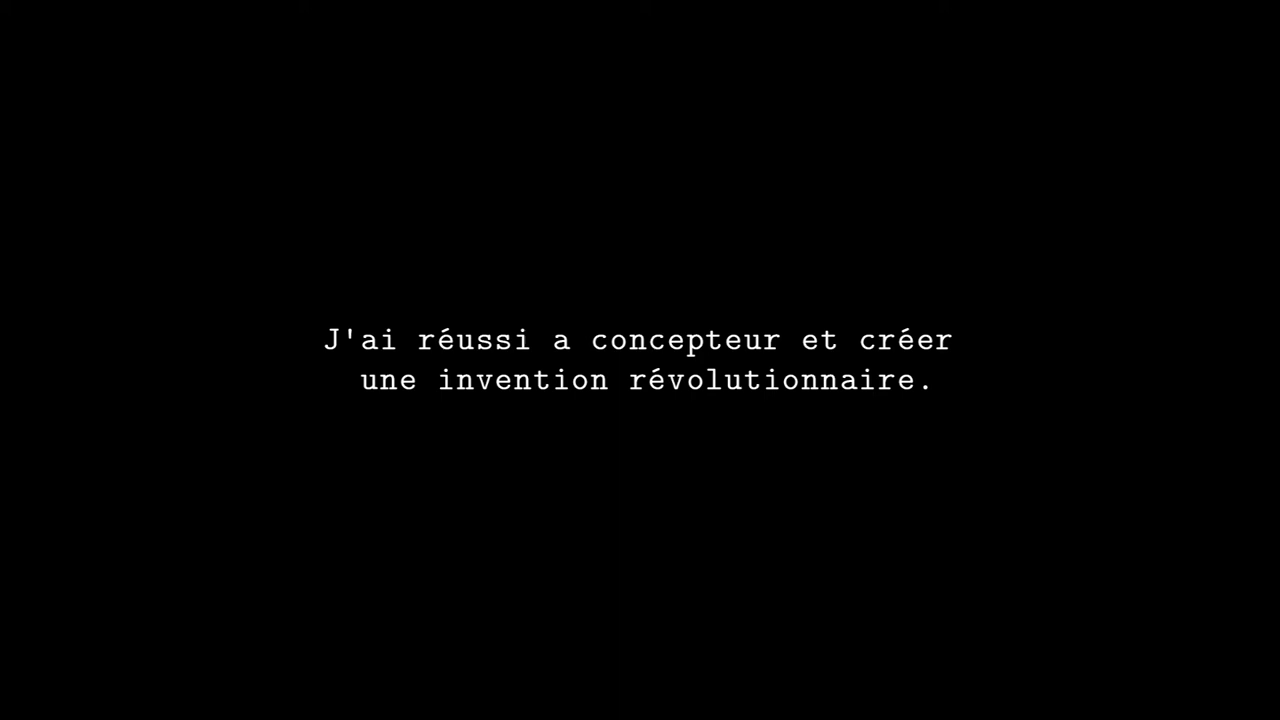 J'ai réussi a concepteur et créer
une invention révolutionnaire.